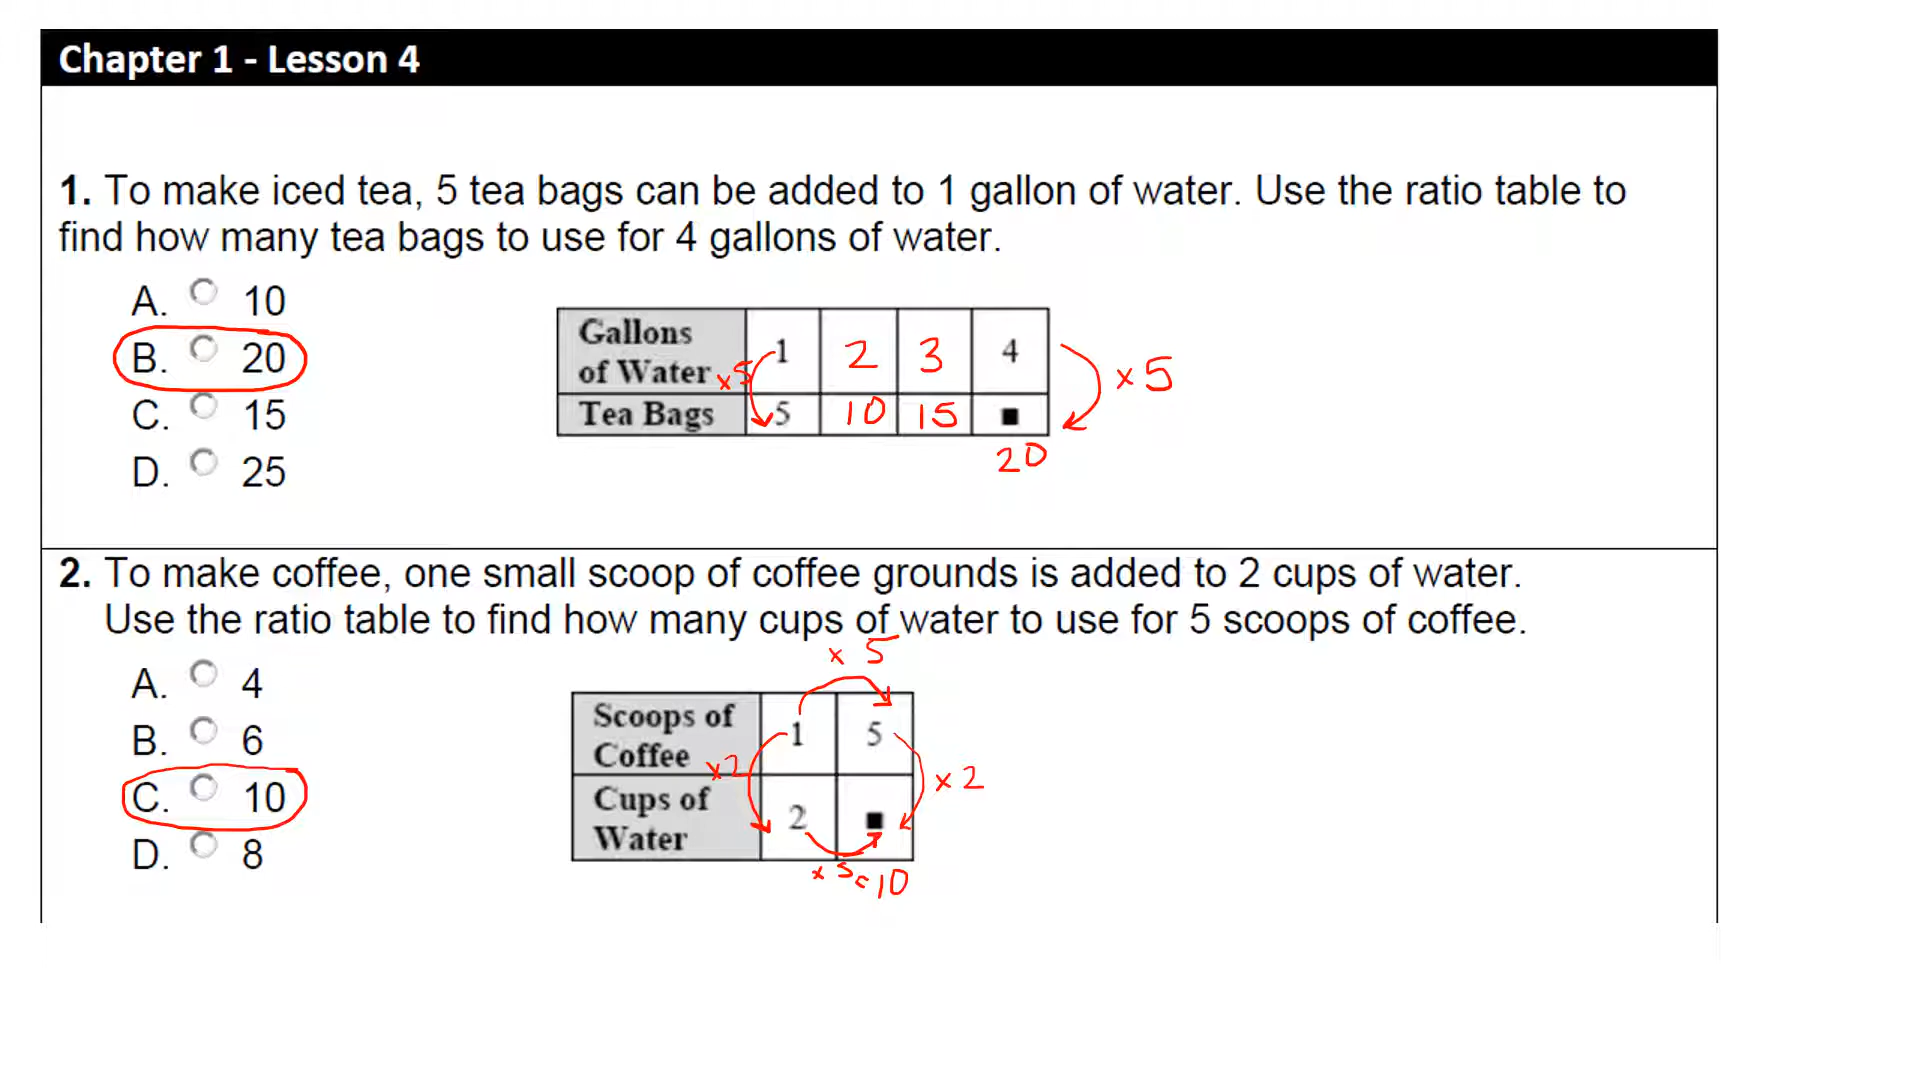 Chapter 1 - Lesson 4
1. To make iced tea, 5 tea bags can be added to 1 gallon of water. Use the ratio table to
find how many tea bags to use for 4 gallons of water.
A. 10
B. 20
C. 15
D. 25
Gallons
of Water
1 2 3 4
x5
x 5
Tea Bags 5 10 15 ■
20
2. To make coffee, one small scoop of coffee grounds is added to 2 cups of water.
Use the ratio table to find how many cups of water to use for 5 scoops of coffee.
A. 4
B. 6
C. 10
D. 8
x 5
Scoops of
Coffee
1 5
x2
x 2
Cups of
Water
2 ■
x 5 = 10